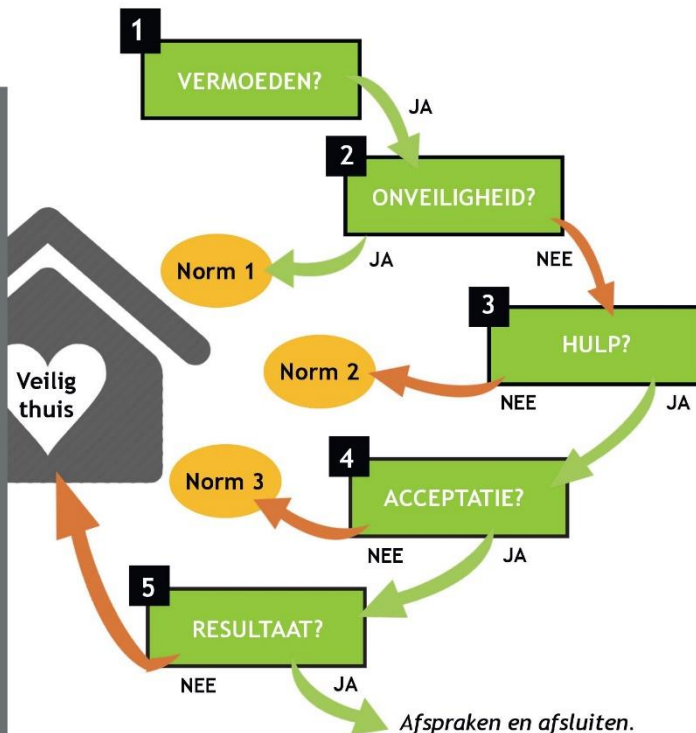 1
VERMOEDEN?
JA
2
ONVEILIGHEID?
Norm 1
JA
NEE
3
HULP?
Norm 2
NEE
JA
Veilig
thuis
4
ACCEPTATIE?
Norm 3
NEE
JA
5
RESULTAAT?
NEE
JA
Afspraken en afsluiten.